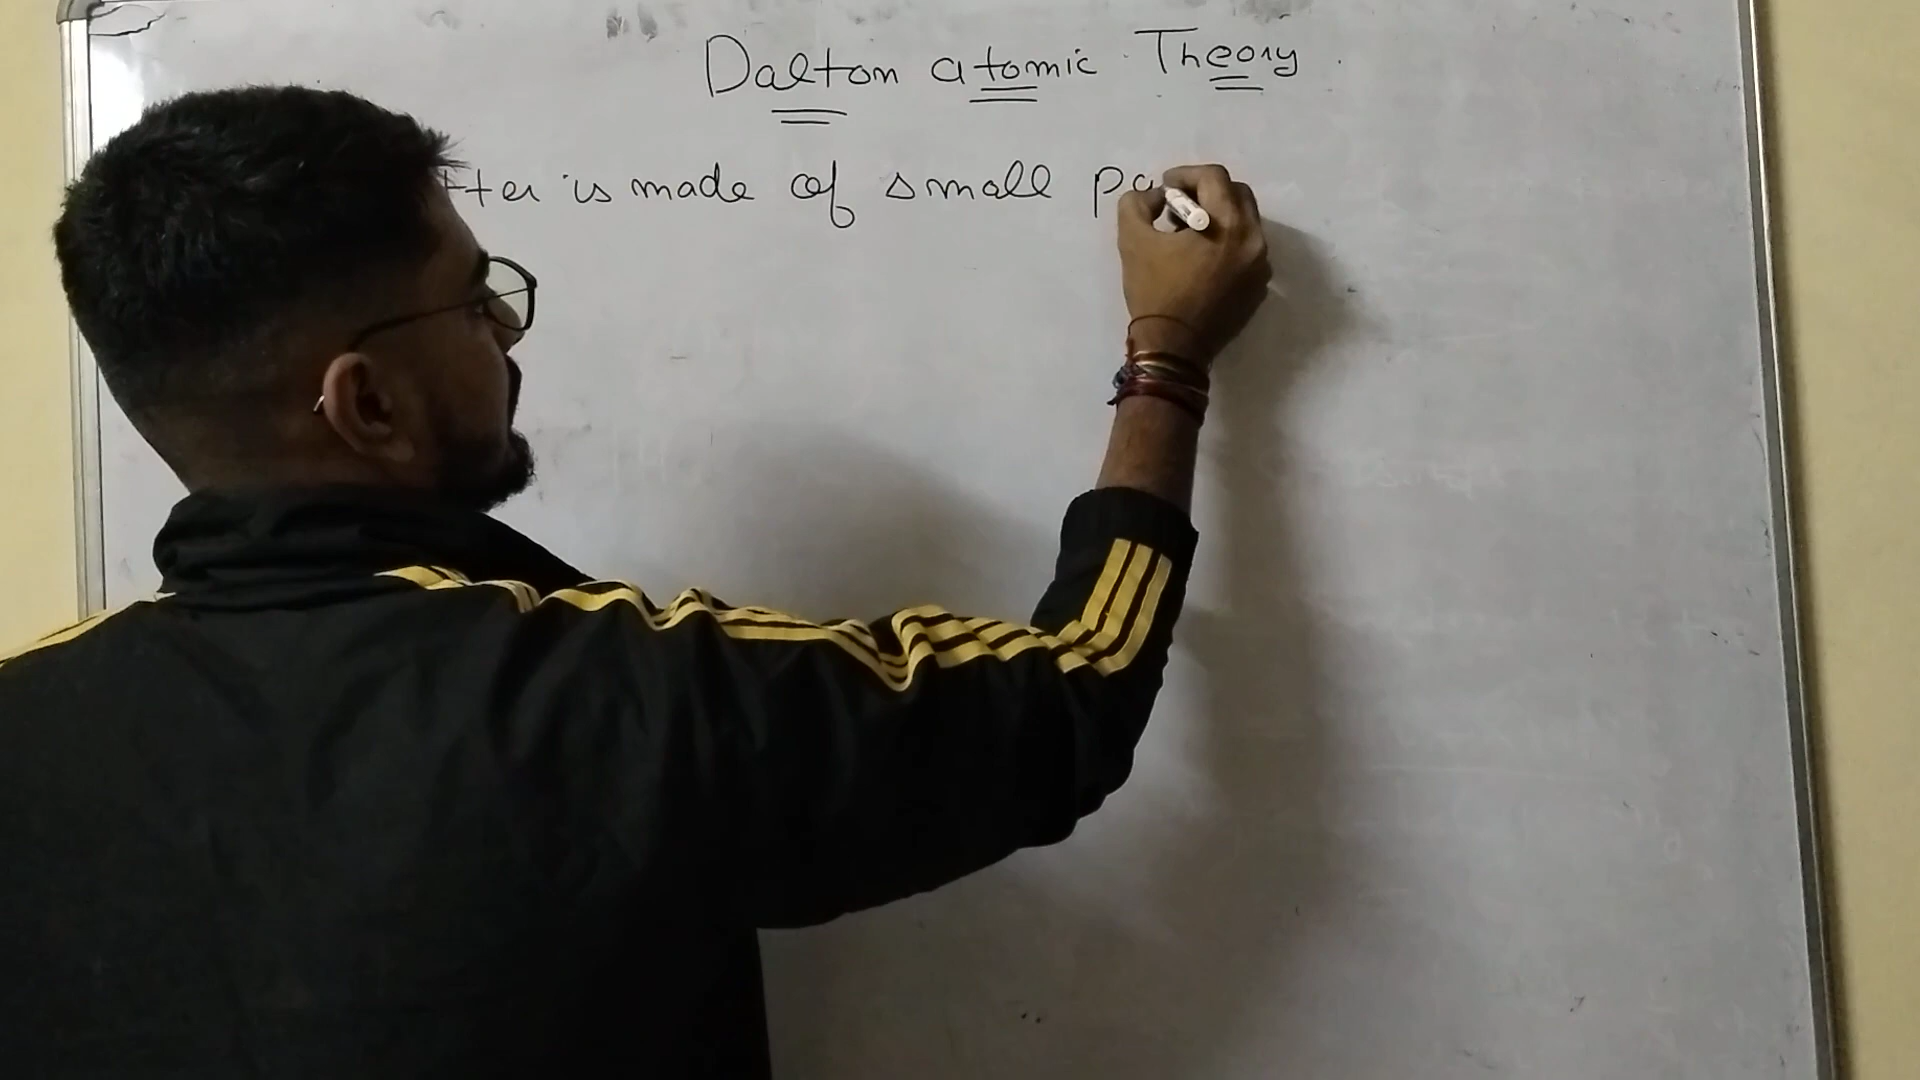 Dalton atomic Theory
tter is made of small pa